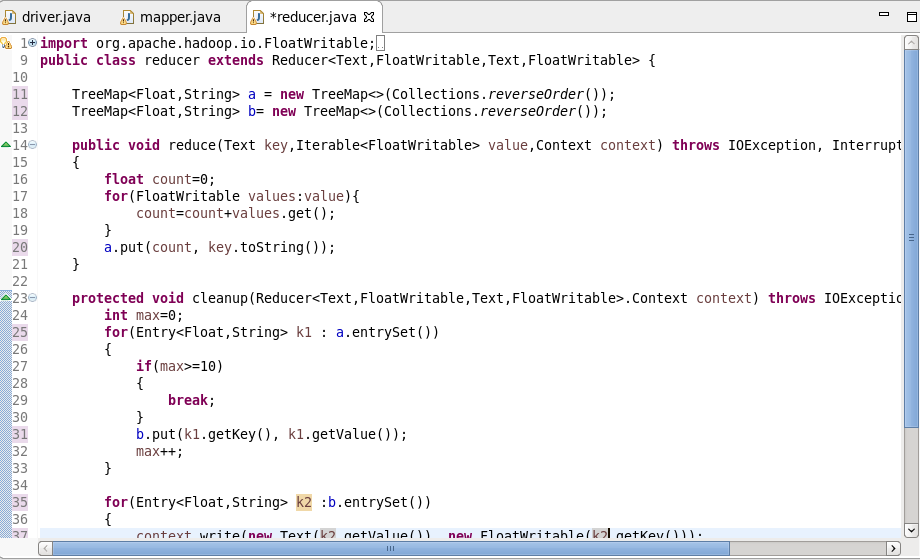 driver.java mapper.java *reducer.java
1 import org.apache.hadoop.io.FloatWritable;
9 public class reducer extends Reducer<Text,FloatWritable,Text,FloatWritable> {
10
11 TreeMap<Float,String> a = new TreeMap<>(Collections.reverseOrder());
12 TreeMap<Float,String> b= new TreeMap<>(Collections.reverseOrder());
13
14 public void reduce(Text key,Iterable<FloatWritable> value,Context context) throws IOException, Interrupt
15 {
16 float count=0;
17 for(FloatWritable values:value){
18 count=count+values.get();
19 }
20 a.put(count, key.toString());
21 }
22
23 protected void cleanup(Reducer<Text,FloatWritable,Text,FloatWritable>.Context context) throws IOExceptio
24 int max=0;
25 for(Entry<Float,String> k1 : a.entrySet())
26 {
27 if(max>=10)
28 {
29 break;
30 }
31 b.put(k1.getKey(), k1.getValue());
32 max++;
33 }
34
35 for(Entry<Float,String> k2 :b.entrySet())
36 {
37 context.write(new Text(k2.getValue()), new FloatWritable(k2.getKey()));